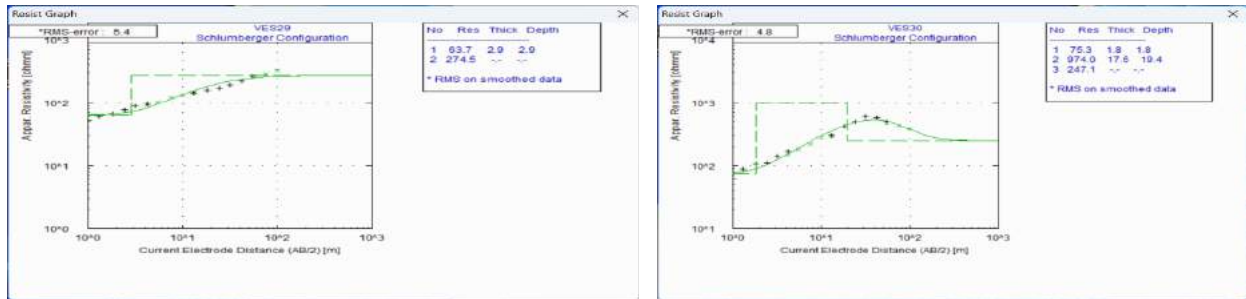 Resist Graph
*RMS-error : 5.4
VES29
Schlumberger Configuration
Appar. Resistivity [ohmm]
10^3
10^2
10^1
10^0
10^0 10^1 10^2 10^3
Current Electrode Distance (AB/2) [m]
No Res Thick Depth
1 63.7 2.9 2.9
2 274.5 -.- -.-
* RMS on smoothed data
Resist Graph
*RMS-error : 4.8
VES30
Schlumberger Configuration
Appar. Resistivity [ohmm]
10^4
10^3
10^2
10^1
10^0 10^1 10^2 10^3
Current Electrode Distance (AB/2) [m]
No Res Thick Depth
1 75.3 1.8 1.8
2 974.0 17.6 19.4
3 247.1 -.- -.-
* RMS on smoothed data